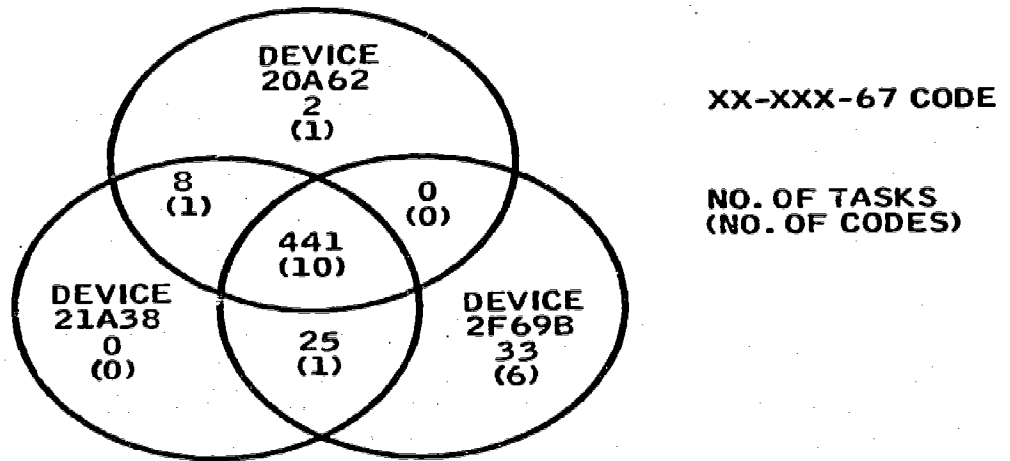 DEVICE
20A62
2
(1)
XX-XXX-67 CODE
8
(1)
0
(0)
NO. OF TASKS
(NO. OF CODES)
441
(10)
DEVICE
21A38
0
(0)
25
(1)
DEVICE
2F69B
33
(6)